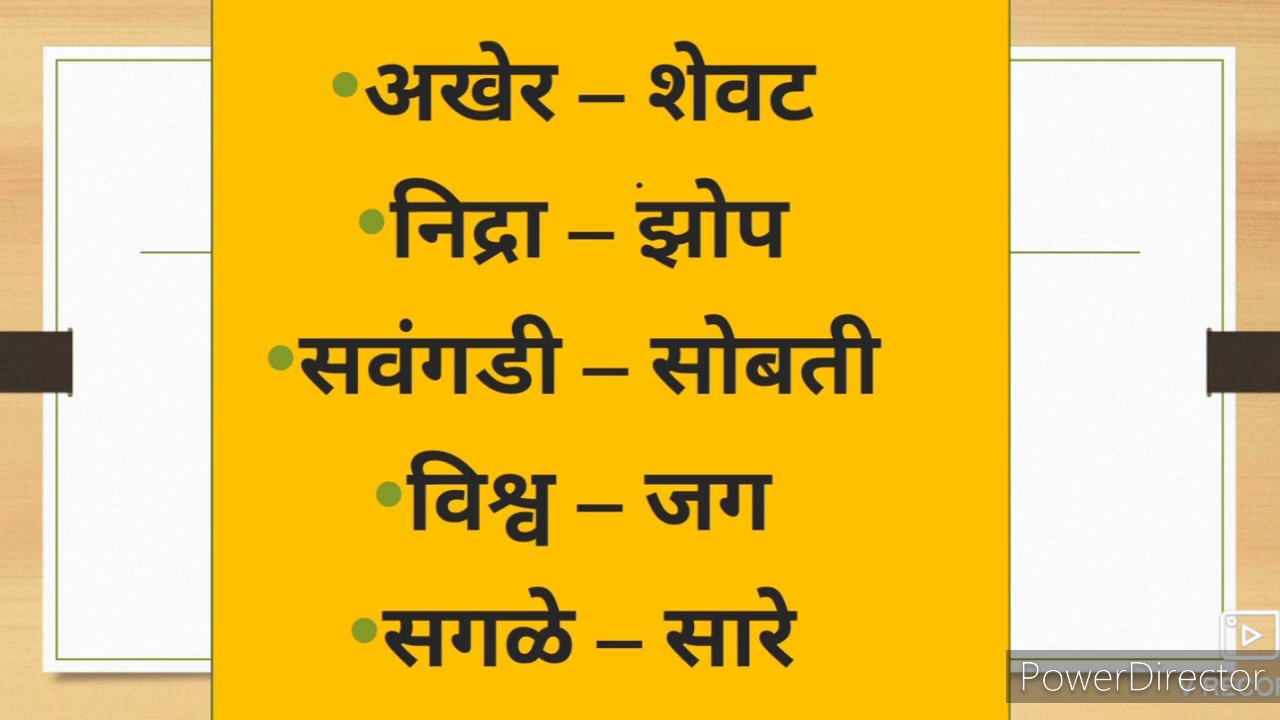 •अखेर – शेवट
•निद्रा – झोप
•सवंगडी – सोबती
•विश्व – जग
•सगळे – सारे
PowerDirector